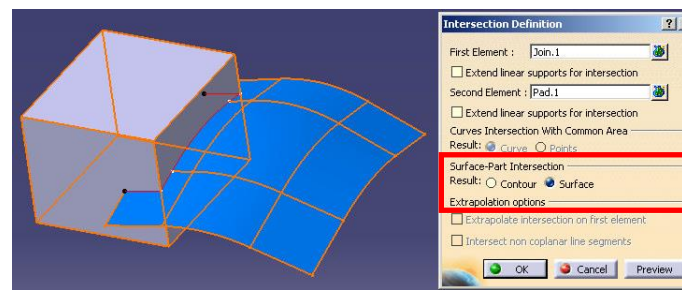 Intersection Definition
First Element : Join.1
Extend linear supports for intersection
Second Element : Pad.1
Extend linear supports for intersection
Curves Intersection With Common Area
Result: Curve Points
Surface-Part Intersection
Result: Contour Surface
Extrapolation options
Extrapolate intersection on first element
Intersect non coplanar line segments
OK Cancel Preview